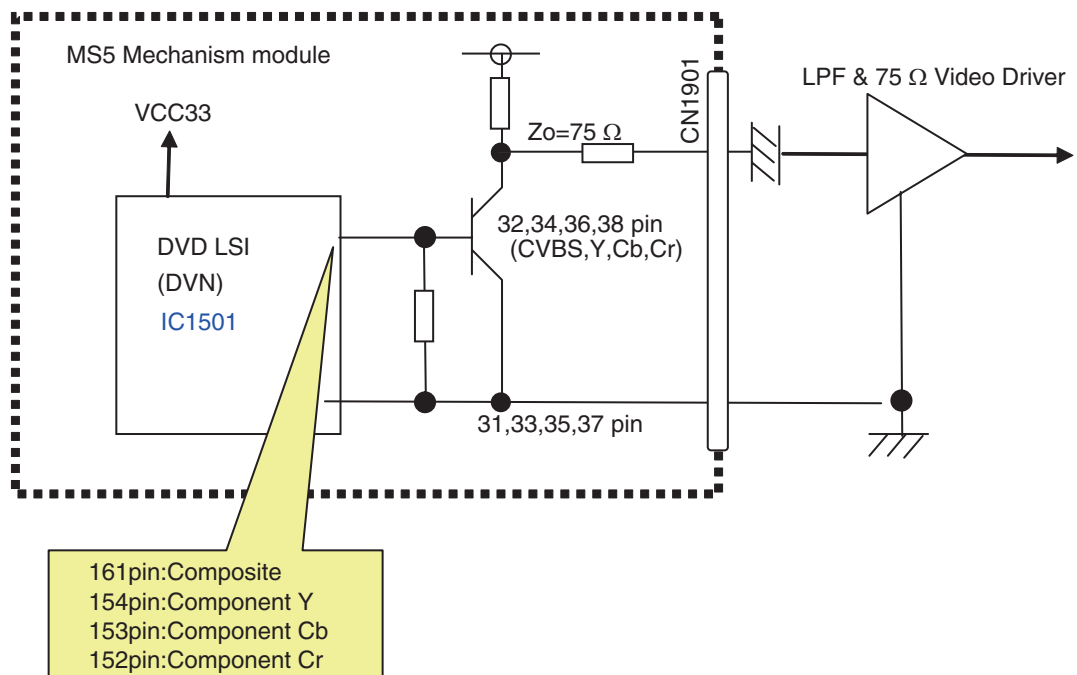 MS5 Mechanism module
VCC33
DVD LSI
(DVN)
IC1501
Zo=75 Ω
CN1901
LPF & 75 Ω Video Driver
32,34,36,38 pin
(CVBS,Y,Cb,Cr)
31,33,35,37 pin
161pin:Composite
154pin:Component Y
153pin:Component Cb
152pin:Component Cr